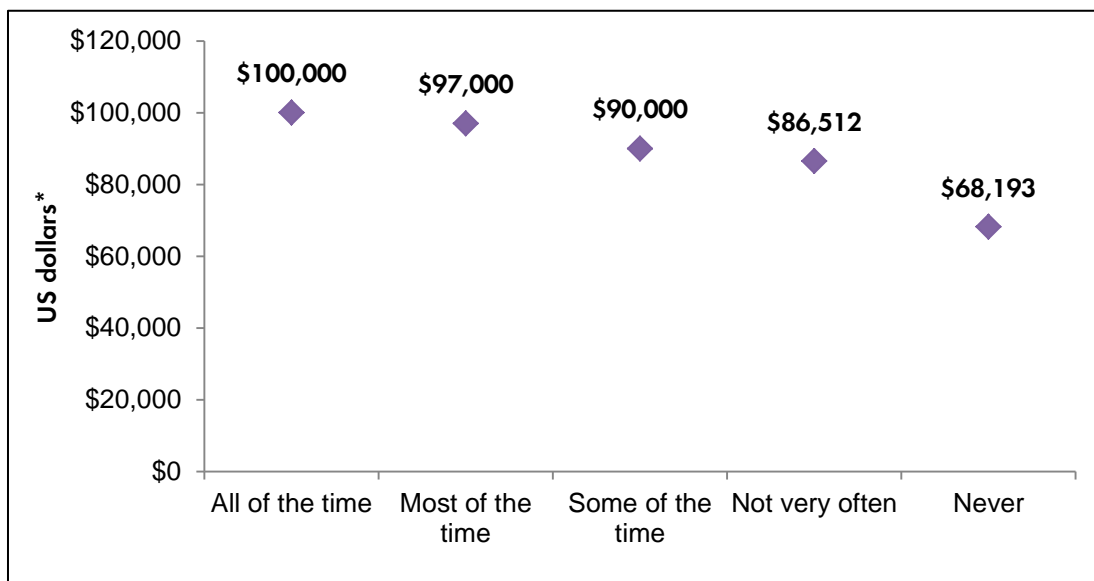 $120,000
$100,000
$80,000
$60,000
$40,000
$20,000
$0
US dollars*
$100,000
$97,000
$90,000
$86,512
$68,193
All of the time
Most of the
time
Some of the
time
Not very often
Never